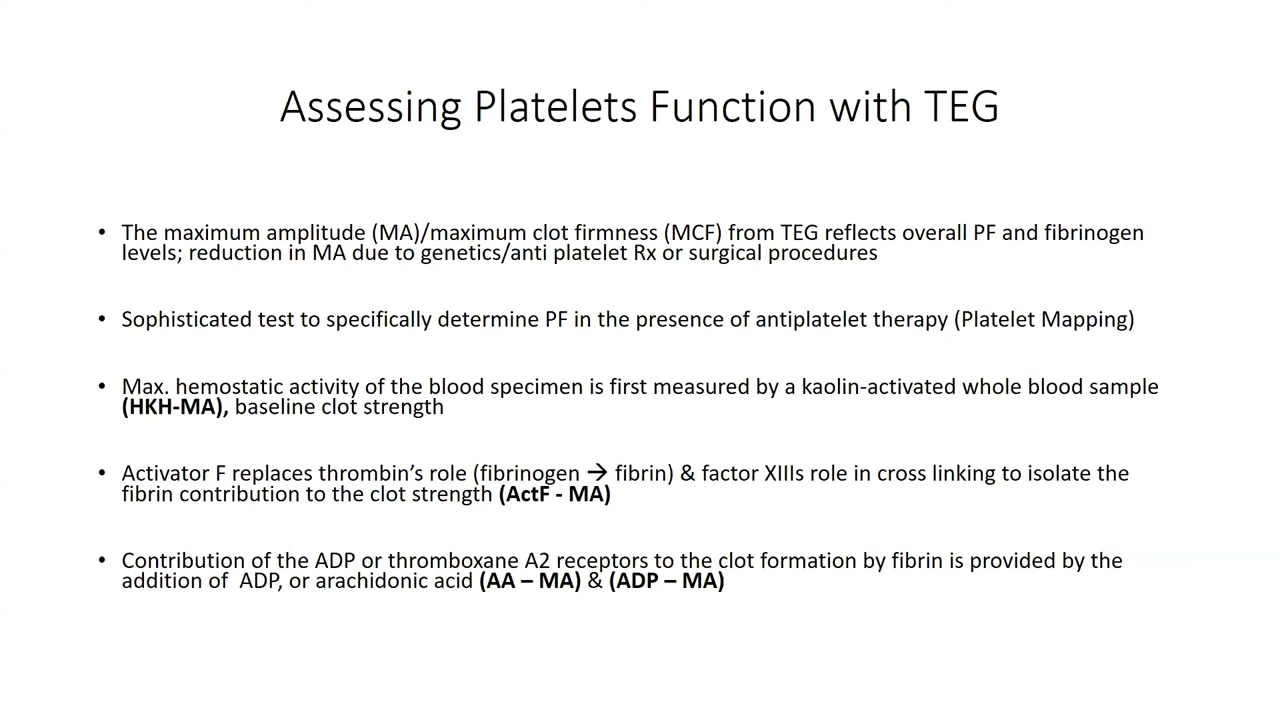 Assessing Platelets Function with TEG
• The maximum amplitude (MA)/maximum clot firmness (MCF) from TEG reflects overall PF and fibrinogen
levels; reduction in MA due to genetics/anti platelet Rx or surgical procedures
• Sophisticated test to specifically determine PF in the presence of antiplatelet therapy (Platelet Mapping)
• Max. hemostatic activity of the blood specimen is first measured by a kaolin-activated whole blood sample
(HKH-MA), baseline clot strength
• Activator F replaces thrombin’s role (fibrinogen → fibrin) & factor XIIIs role in cross linking to isolate the
fibrin contribution to the clot strength (ActF - MA)
• Contribution of the ADP or thromboxane A2 receptors to the clot formation by fibrin is provided by the
addition of  ADP, or arachidonic acid (AA – MA) & (ADP – MA)